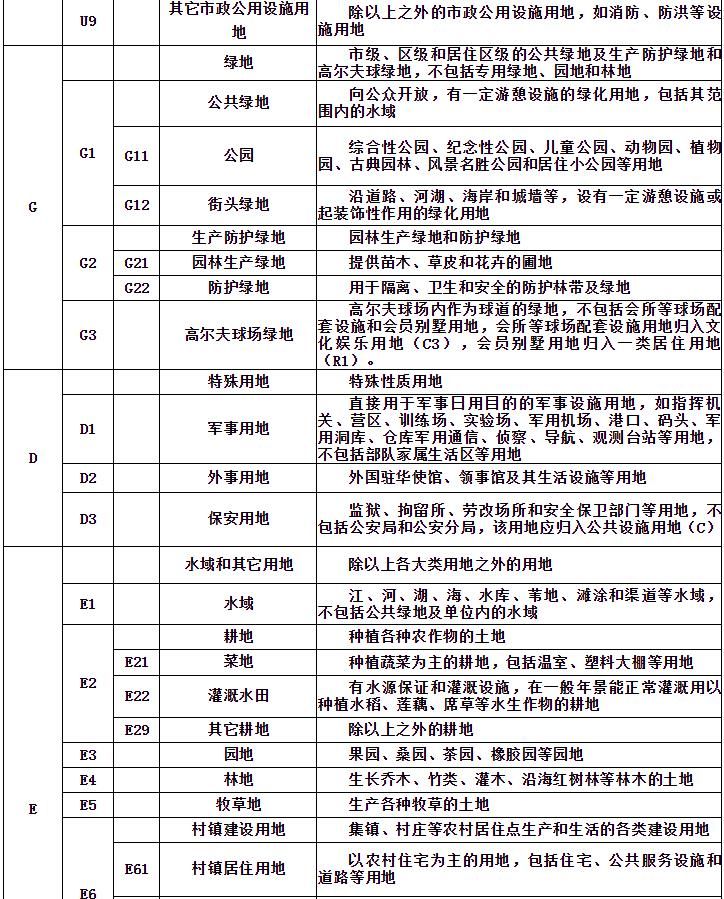 U9
其它市政公用设施用
地
除以上之外的市政公用设施用地，如消防、防洪等设
施用地
G
绿地
市级、区级和居住区级的公共绿地及生产防护绿地和
高尔夫球绿地，不包括专用绿地、园地和林地
G1
公共绿地
向公众开放，有一定游憩设施的绿化用地，包括其范
围内的水域
G11
公园
综合性公园、纪念性公园、儿童公园、动物园、植物
园、古典园林、风景名胜公园和居住小公园等用地
G12
街头绿地
沿道路、河湖、海岸和城墙等，设有一定游憩设施或
起装饰性作用的绿化用地
G2
生产防护绿地
园林生产绿地和防护绿地
G21
园林生产绿地
提供苗木、草皮和花卉的圃地
G22
防护绿地
用于隔离、卫生和安全的防护林带及绿地
G3
高尔夫球场绿地
高尔夫球场内作为球道的绿地，不包括会所等球场配
套设施和会员别墅用地，会所等球场配套设施用地归入文
化娱乐用地（C3），会员别墅用地归入一类居住用地
（R1）。
D
特殊用地
特殊性质用地
D1
军事用地
直接用于军事日用目的的军事设施用地，如指挥机
关、营区、训练场、实验场、军用机场、港口、码头、军
用洞库、仓库军用通信、侦察、导航、观测台站等用地，
不包括部队家属生活区等用地
D2
外事用地
外国驻华使馆、领事馆及其生活设施等用地
D3
保安用地
监狱、拘留所、劳改场所和安全保卫部门等用地，不
包括公安局和公安分局，该用地应归入公共设施用地（C）
E
水域和其它用地
除以上各大类用地之外的用地
E1
水域
江、河、湖、海、水库、苇地、滩涂和渠道等水域，
不包括公共绿地及单位内的水域
E2
耕地
种植各种农作物的土地
E21
菜地
种植蔬菜为主的耕地，包括温室、塑料大棚等用地
E22
灌溉水田
有水源保证和灌溉设施，在一般年景能正常灌溉用以
种植水稻、莲藕、席草等水生作物的耕地
E29
其它耕地
除以上之外的耕地
E3
园地
果园、桑园、茶园、橡胶园等园地
E4
林地
生长乔木、竹类、灌木、沿海红树林等林木的土地
E5
牧草地
生产各种牧草的土地
E6
村镇建设用地
集镇、村庄等农村居住点生产和生活的各类建设用地
E61
村镇居住用地
以农村住宅为主的用地，包括住宅、公共服务设施和
道路等用地